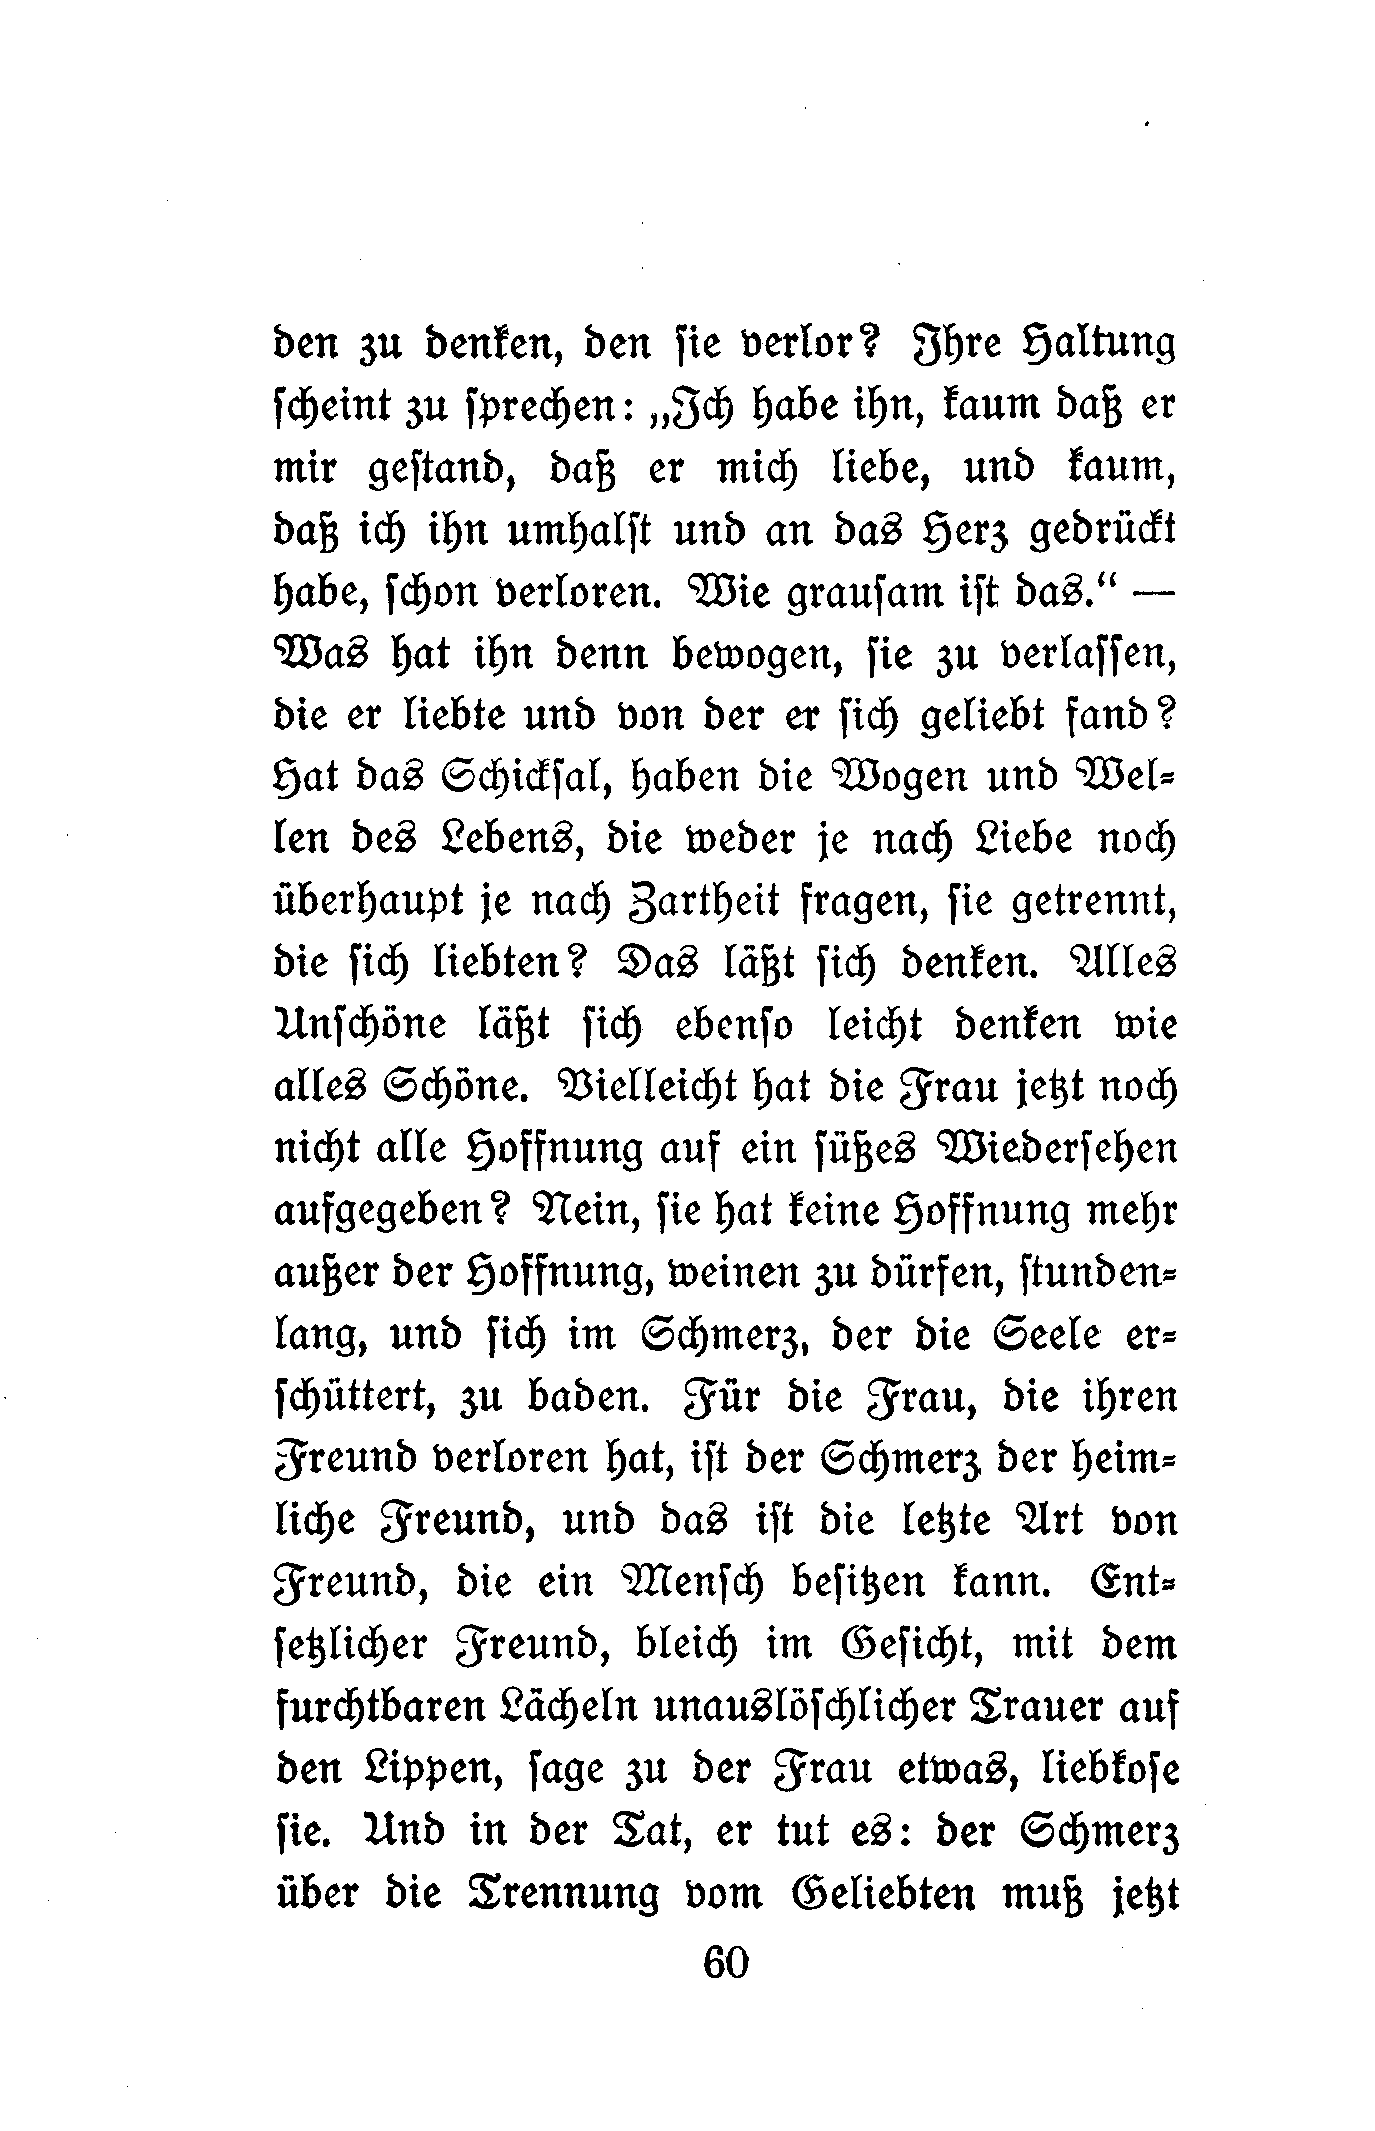 den zu denken, den sie verlor? Ihre Haltung
scheint zu sprechen: „Ich habe ihn, kaum daß er
mir gestand, daß er mich liebe, und kaum,
daß ich ihn umhalst und an das Herz gedrückt
habe, schon verloren. Wie grausam ist das.“ —
Was hat ihn denn bewogen, sie zu verlassen,
die er liebte und von der er sich geliebt fand?
Hat das Schicksal, haben die Wogen und Wel-
len des Lebens, die weder je nach Liebe noch
überhaupt je nach Zartheit fragen, sie getrennt,
die sich liebten? Das läßt sich denken. Alles
Unschöne läßt sich ebenso leicht denken wie
alles Schöne. Vielleicht hat die Frau jetzt noch
nicht alle Hoffnung auf ein süßes Wiedersehen
aufgegeben? Nein, sie hat keine Hoffnung mehr
außer der Hoffnung, weinen zu dürfen, stunden-
lang, und sich im Schmerz, der die Seele er-
schüttert, zu baden. Für die Frau, die ihren
Freund verloren hat, ist der Schmerz der heim-
liche Freund, und das ist die letzte Art von
Freund, die ein Mensch besitzen kann. Ent-
setzlicher Freund, bleich im Gesicht, mit dem
furchtbaren Lächeln unauslöschlicher Trauer auf
den Lippen, sage zu der Frau etwas, liebkose
sie. Und in der Tat, er tut es: der Schmerz
über die Trennung vom Geliebten muß jetzt
60